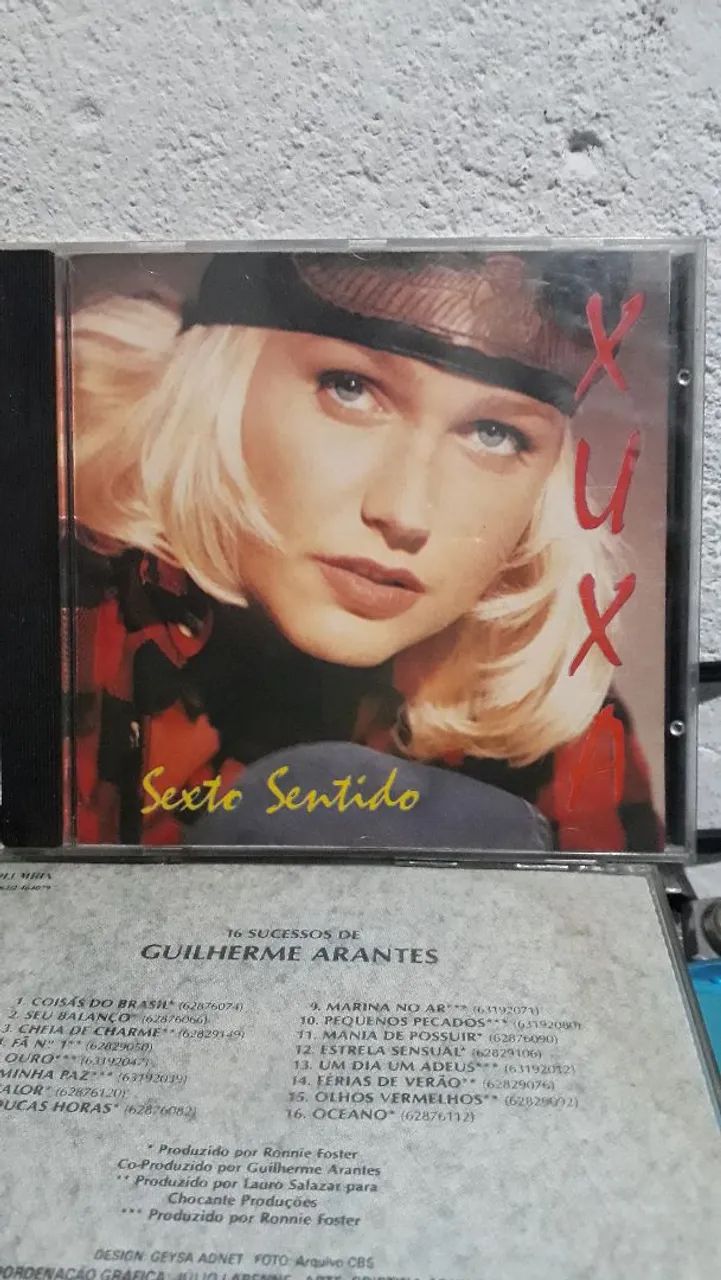 XUXA
Sexto Sentido
16 SUCESSOS DE
GUILHERME ARANTES
1. COISAS DO BRASIL* (62876074)
2. SEU BALANÇO* (62876066)
3. CHEIA DE CHARME** (62829149)
FÃ Nº 1** (62829050)
OURO*** (63192047)
MINHA PAZ*** (63192039)
(62876120)
HORAS* (62876082)
9. MARINA NO AR*** (63192071)
10. PEQUENOS PECADOS*** (63192080)
11. MANIA DE POSSUIR* (62876090)
12. ESTRELA SENSUAL* (62829106)
13. UM DIA UM ADEUS*** (63192012)
14. FÉRIAS DE VERÃO** (62829076)
15. OLHOS VERMELHOS** (62829092)
16. OCEANO* (62876112)
* Produzido por Ronnie Foster
Co-Produzido por Guilherme Arantes
** Produzido por Lauro Salazar para
Chocante Produções
*** Produzido por Ronnie Foster
DESIGN: GEYSA ADNET FOTO: Arquivo CBS
GRÁFICA: JÚLIO